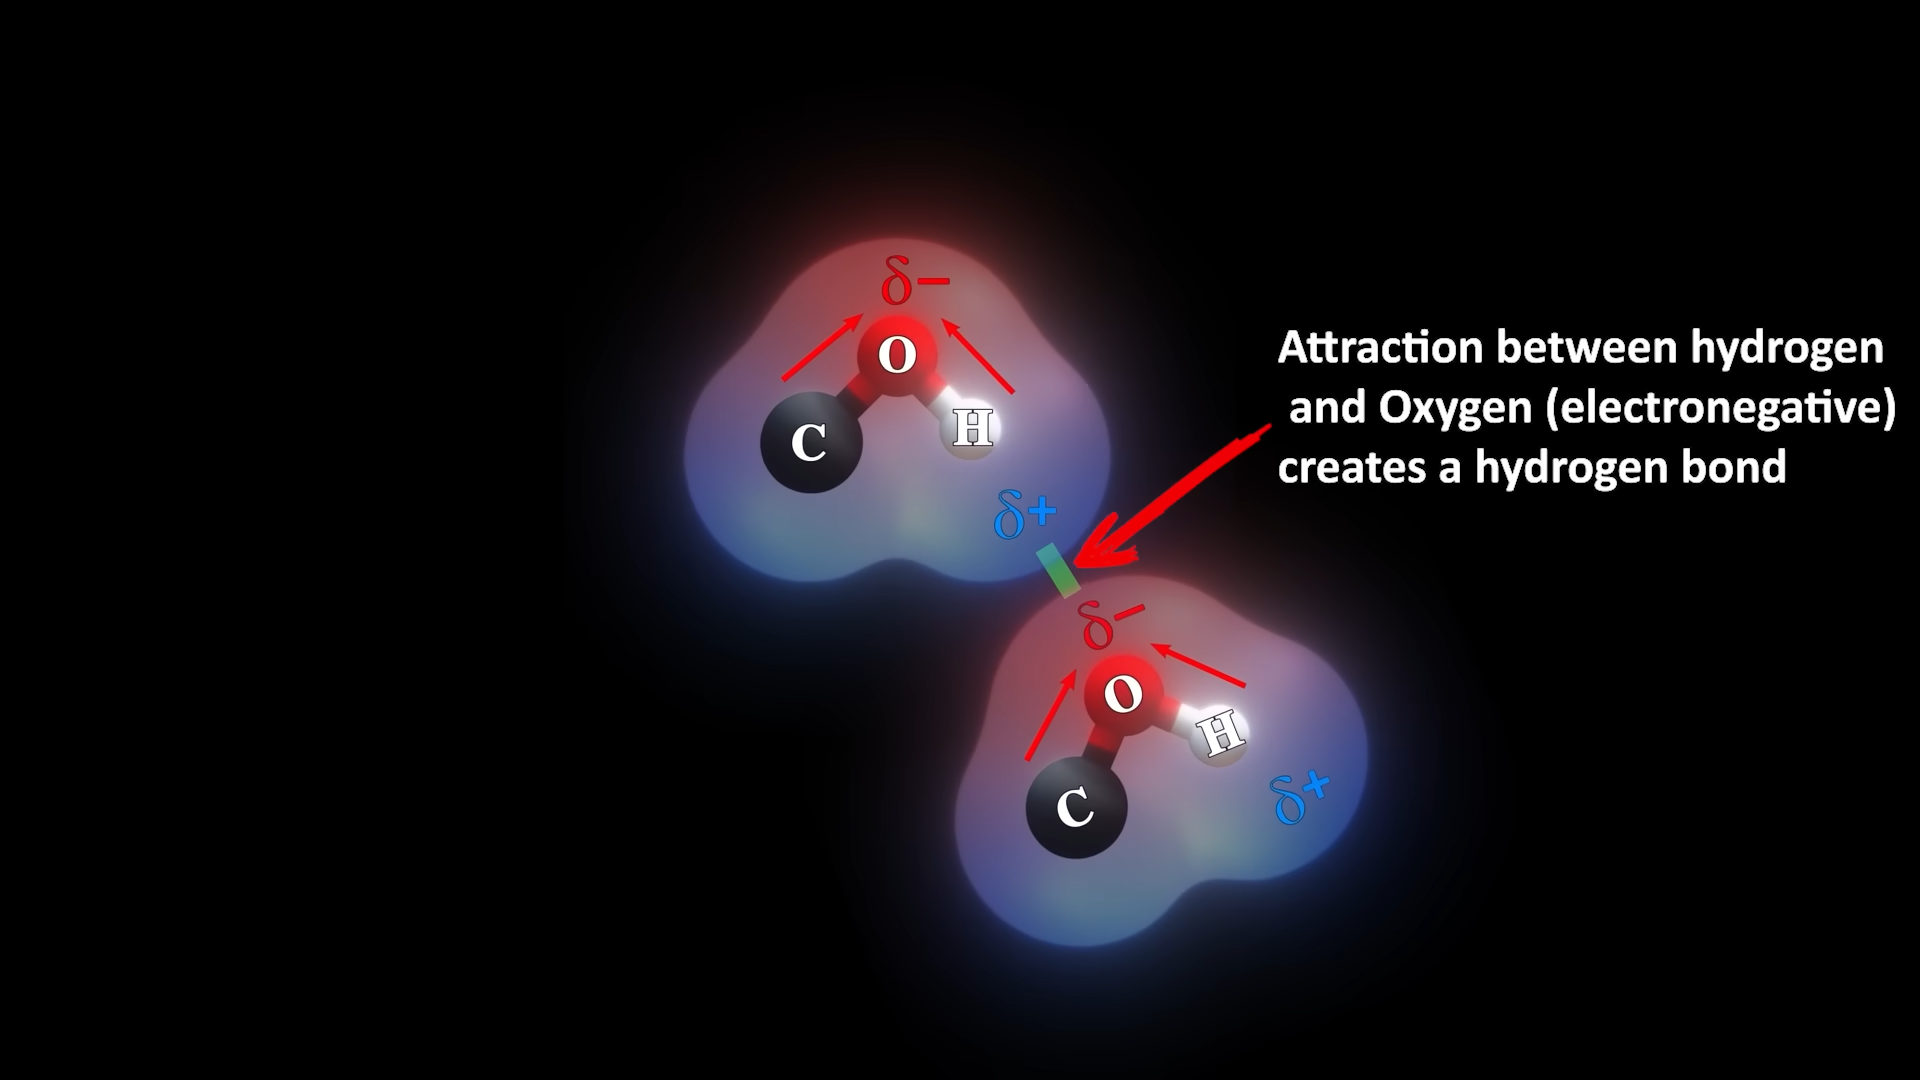 δ−
O
C
H
δ+
Attraction between hydrogen
and Oxygen (electronegative)
creates a hydrogen bond
δ−
O
H
C
δ+